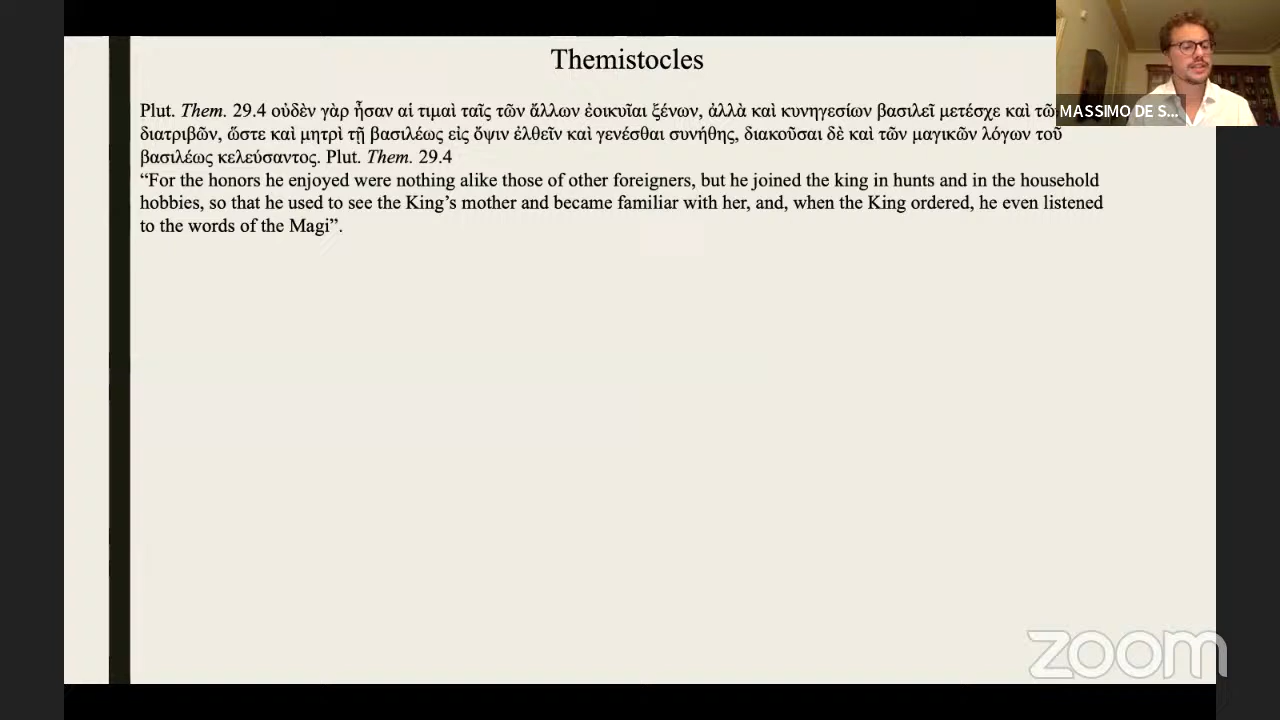 Themistocles
Plut. Them. 29.4 οὐδὲν γὰρ ἦσαν αἱ τιμαὶ ταῖς τῶν ἄλλων ἐοικυῖαι ξένων, ἀλλὰ καὶ κυνηγεσίων βασιλεῖ μετέσχε καὶ
διατριβῶν, ὥστε καὶ μητρὶ τῇ βασιλέως εἰς ὄψιν ἐλθεῖν καὶ γενέσθαι συνήθης, διακοῦσαι δὲ καὶ τῶν μαγικῶν λόγων τοῦ
βασιλέως κελεύσαντος. Plut. Them. 29.4
“For the honors he enjoyed were nothing alike those of other foreigners, but he joined the king in hunts and in the household
hobbies, so that he used to see the King’s mother and became familiar with her, and, when the King ordered, he even listened
to the words of the Magi”.
MASSIMO DE S...
zoom